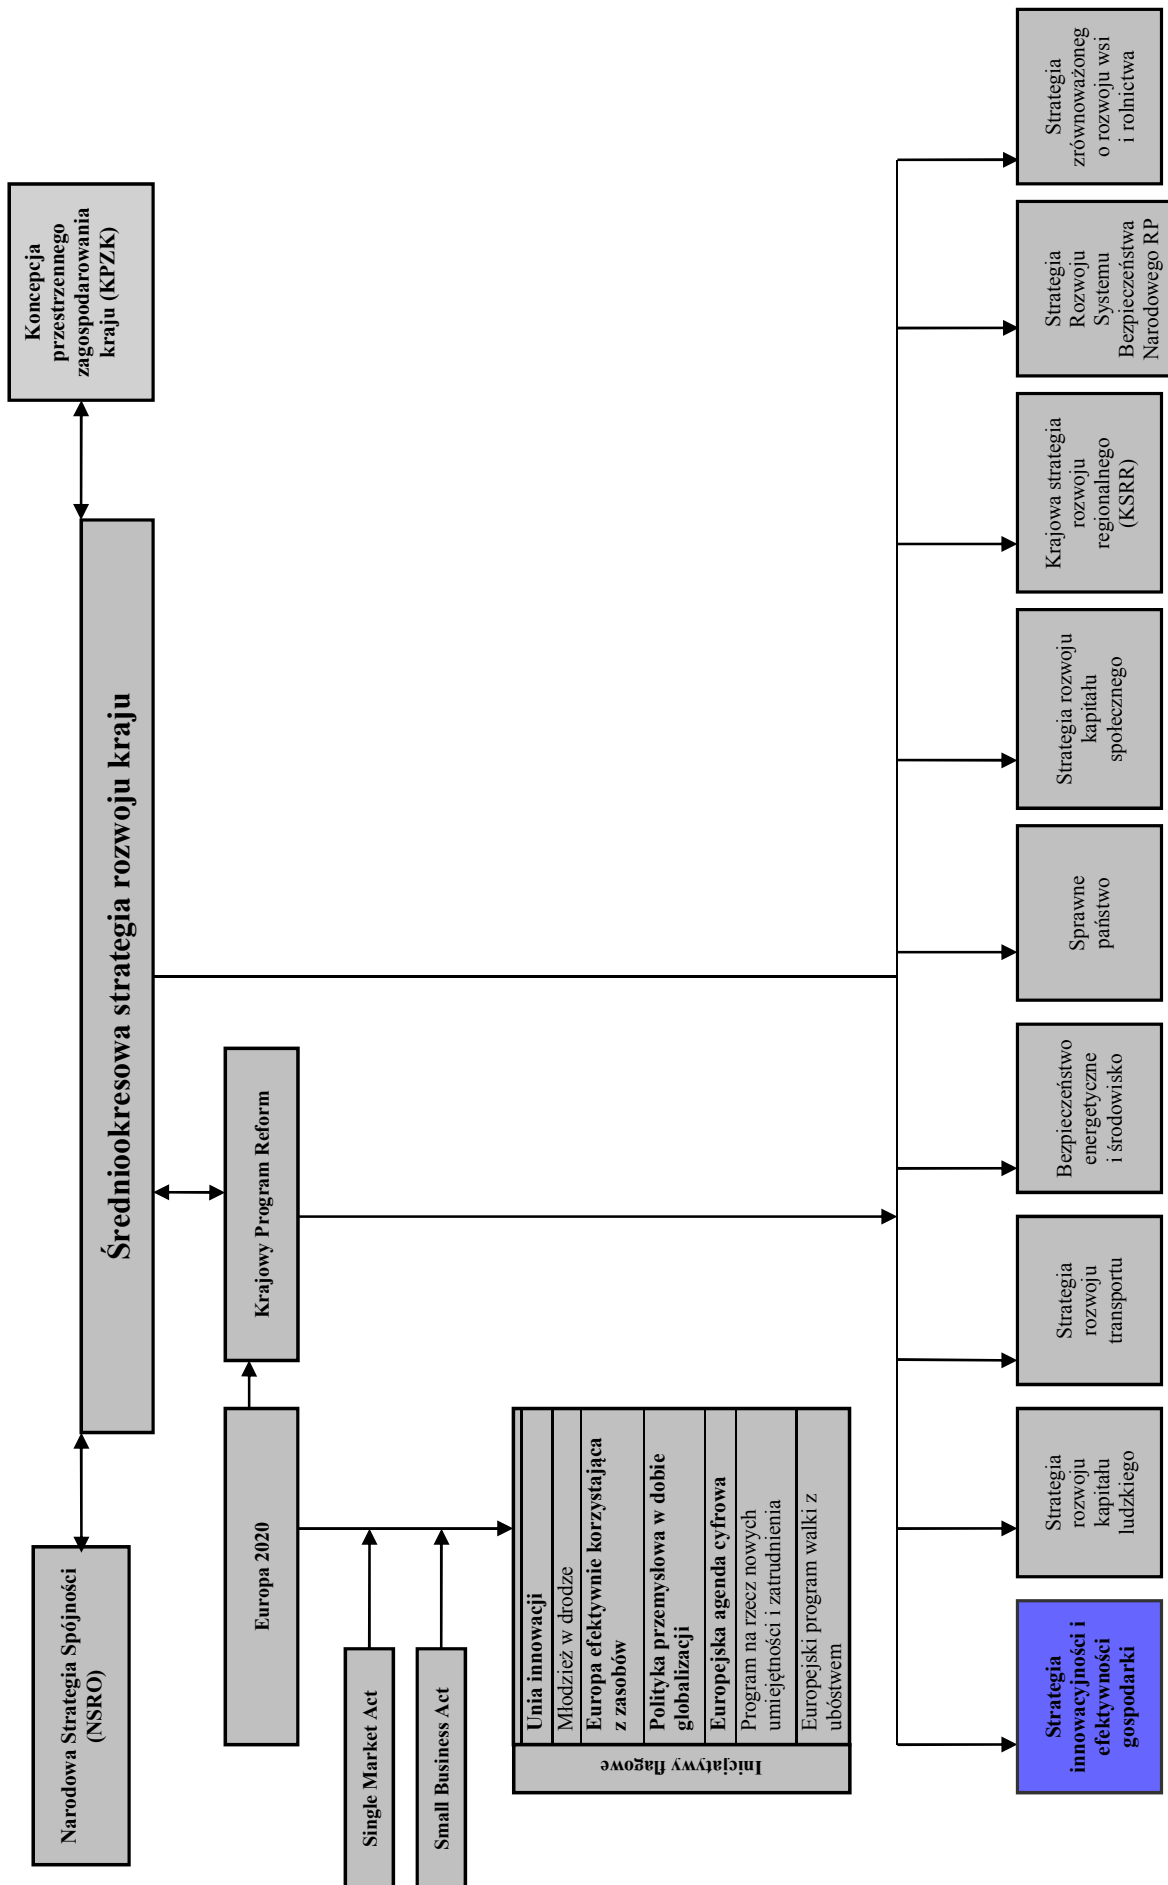 Koncepcja
przestrzennego
zagospodarowania
kraju (KPZK)
Średniookresowa strategia rozwoju kraju
Narodowa Strategia Spójności
(NSRO)
Krajowy Program Reform
Europa 2020
Single Market Act
Small Business Act
Inicjatywy flagowe
Unia innowacji
Młodzież w drodze
Europa efektywnie korzystająca
z zasobów
Polityka przemysłowa w dobie
globalizacji
Europejska agenda cyfrowa
Program na rzecz nowych
umiejętności i zatrudnienia
Europejski program walki z
ubóstwem
Strategia
innowacyjności i
efektywności
gospodarki
Strategia
rozwoju
kapitału
ludzkiego
Strategia
rozwoju
transportu
Bezpieczeństwo
energetyczne
i środowisko
Sprawne
państwo
Strategia rozwoju
kapitału
społecznego
Krajowa strategia
rozwoju
regionalnego
(KSRR)
Strategia
Rozwoju
Systemu
Bezpieczeństwa
Narodowego RP
Strategia
zrównoważoneg
o rozwoju wsi
i rolnictwa